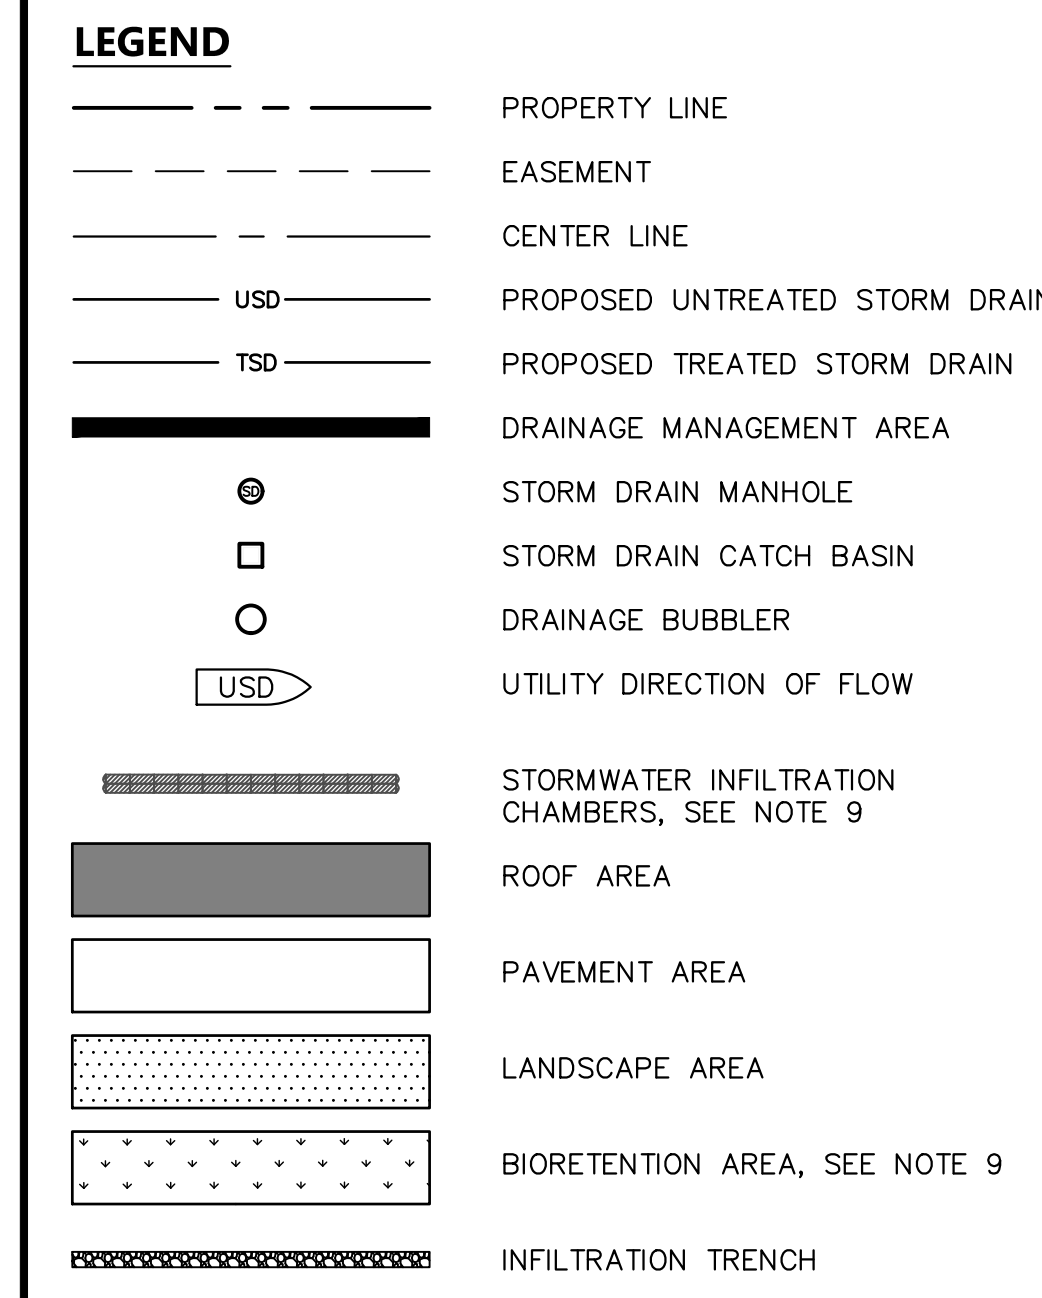 LEGEND
PROPERTY LINE
EASEMENT
CENTER LINE
USD PROPOSED UNTREATED STORM DRAIN
TSD PROPOSED TREATED STORM DRAIN
DRAINAGE MANAGEMENT AREA
SD STORM DRAIN MANHOLE
STORM DRAIN CATCH BASIN
DRAINAGE BUBBLER
USD UTILITY DIRECTION OF FLOW
STORMWATER INFILTRATION
CHAMBERS, SEE NOTE 9
ROOF AREA
PAVEMENT AREA
LANDSCAPE AREA
BIORETENTION AREA, SEE NOTE 9
INFILTRATION TRENCH